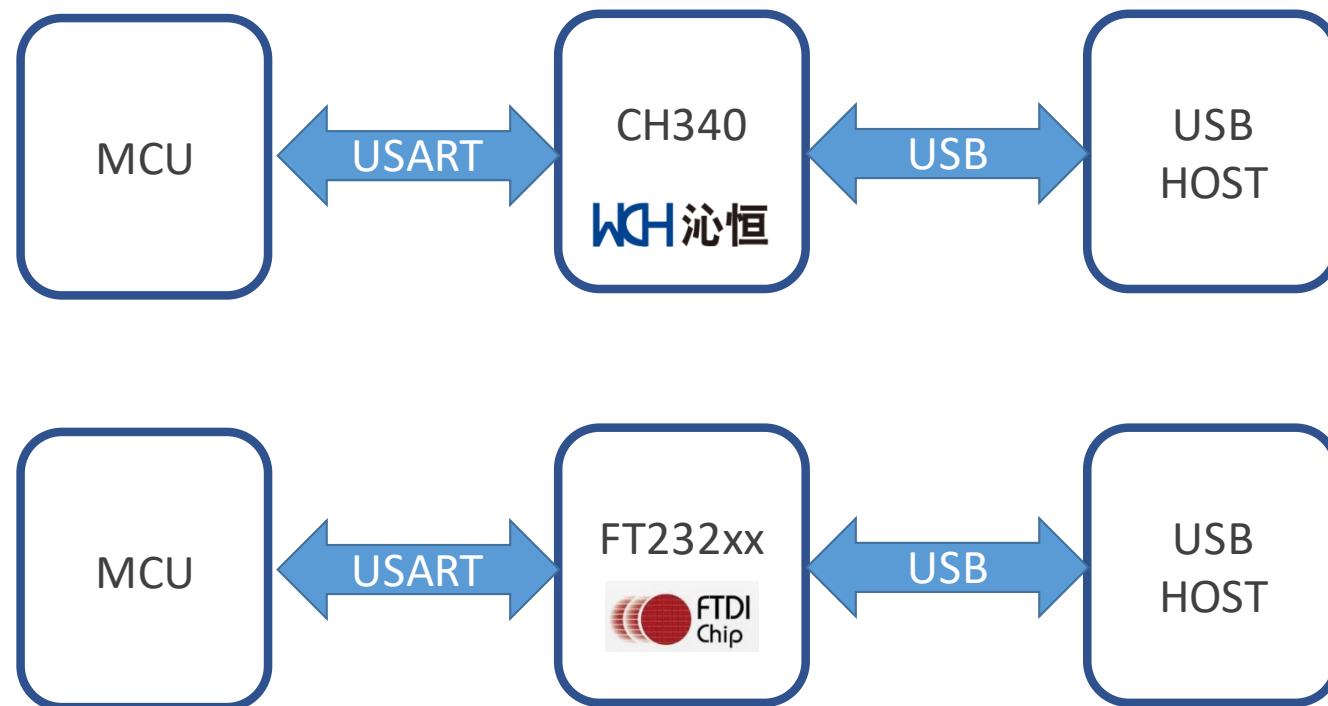 MCU
USART
CH340
WCH 沁恒
USB
USB
HOST
MCU
USART
FT232xx
FTDI
Chip
USB
USB
HOST